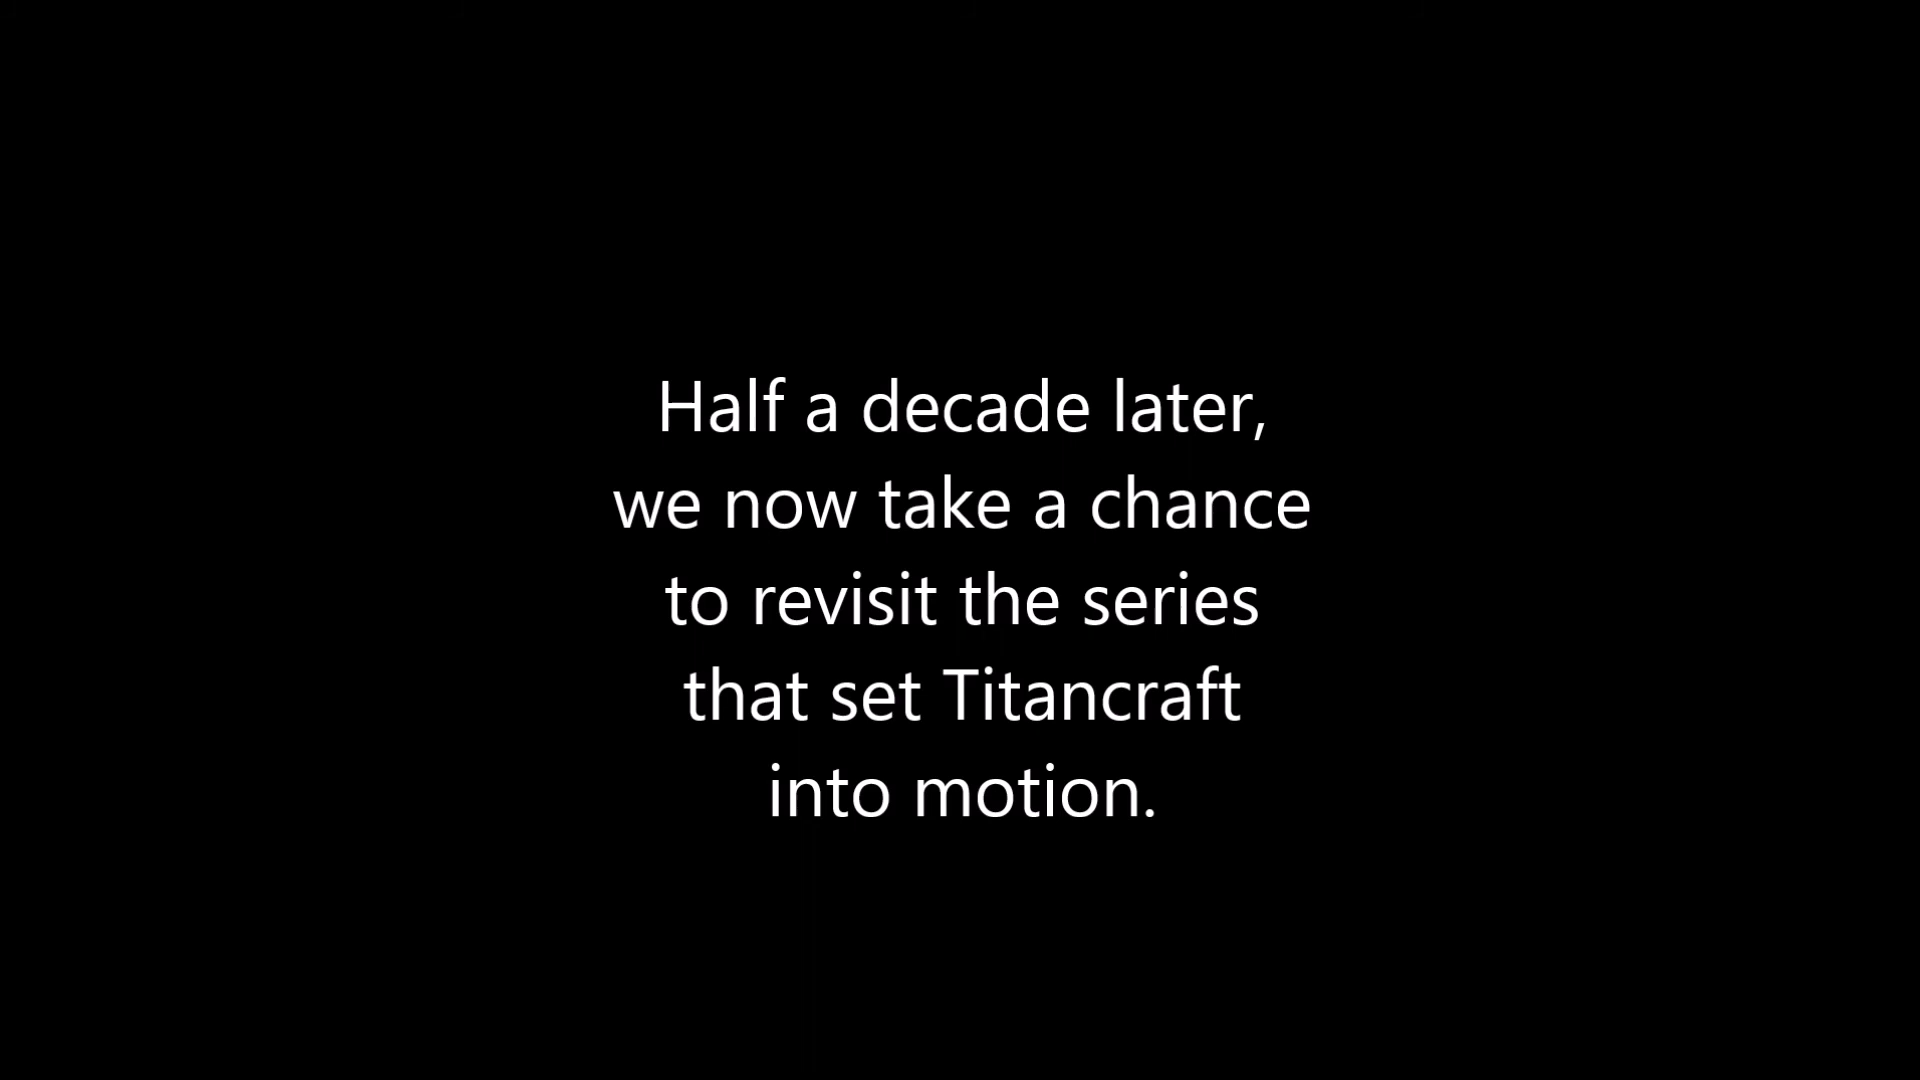 Half a decade later,
we now take a chance
to revisit the series
that set Titancraft
into motion.